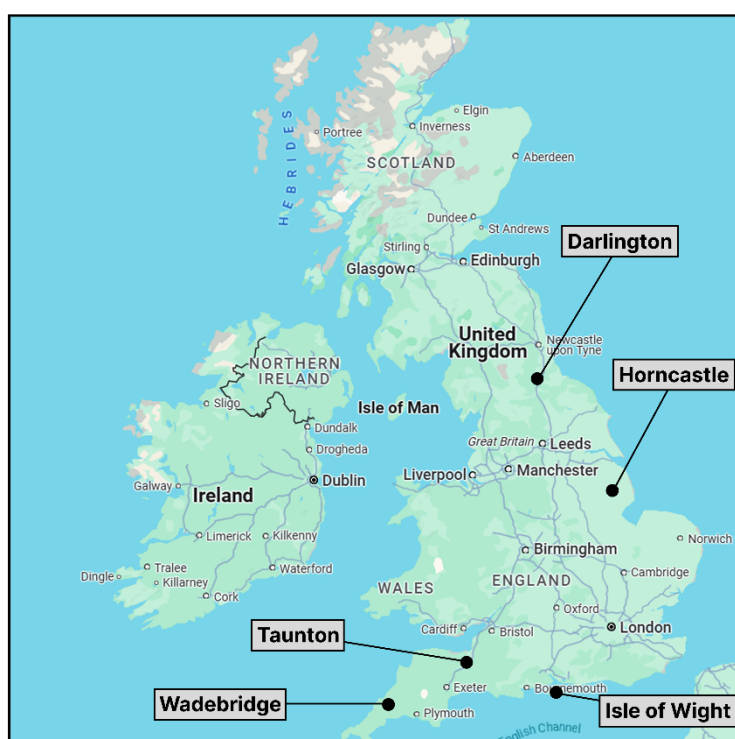 Elgin
Portree
Inverness
HEBRIDES
SCOTLAND
Aberdeen
Dundee
St Andrews
Darlington
Stirling
Glasgow
Edinburgh
United
Kingdom
Newcastle
upon Tyne
NORTHERN
IRELAND
Horncastle
Sligo
Isle of Man
Dundalk
Great Britain
Leeds
Drogheda
Liverpool
Manchester
Galway
Dublin
Ireland
Norwich
Limerick
Kilkenny
Birmingham
Tralee
Dingle
Killarney
Waterford
WALES
ENGLAND
Cambridge
Cork
Oxford
Taunton
Cardiff
Bristol
London
Wadebridge
Exeter
Plymouth
Isle of Wight
English Channel